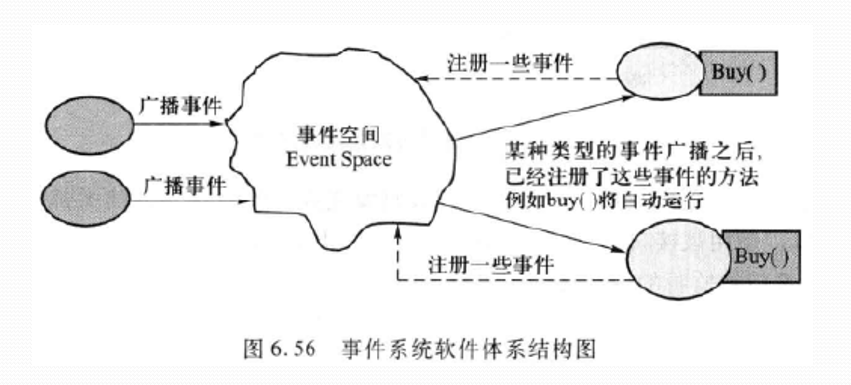 注册一些事件
Buy( )
广播事件
事件空间
Event Space
某种类型的事件广播之后,
已经注册了这些事件的方法
例如buy( )将自动运行
广播事件
注册一些事件
Buy( )
图 6.56 事件系统软件体系结构图